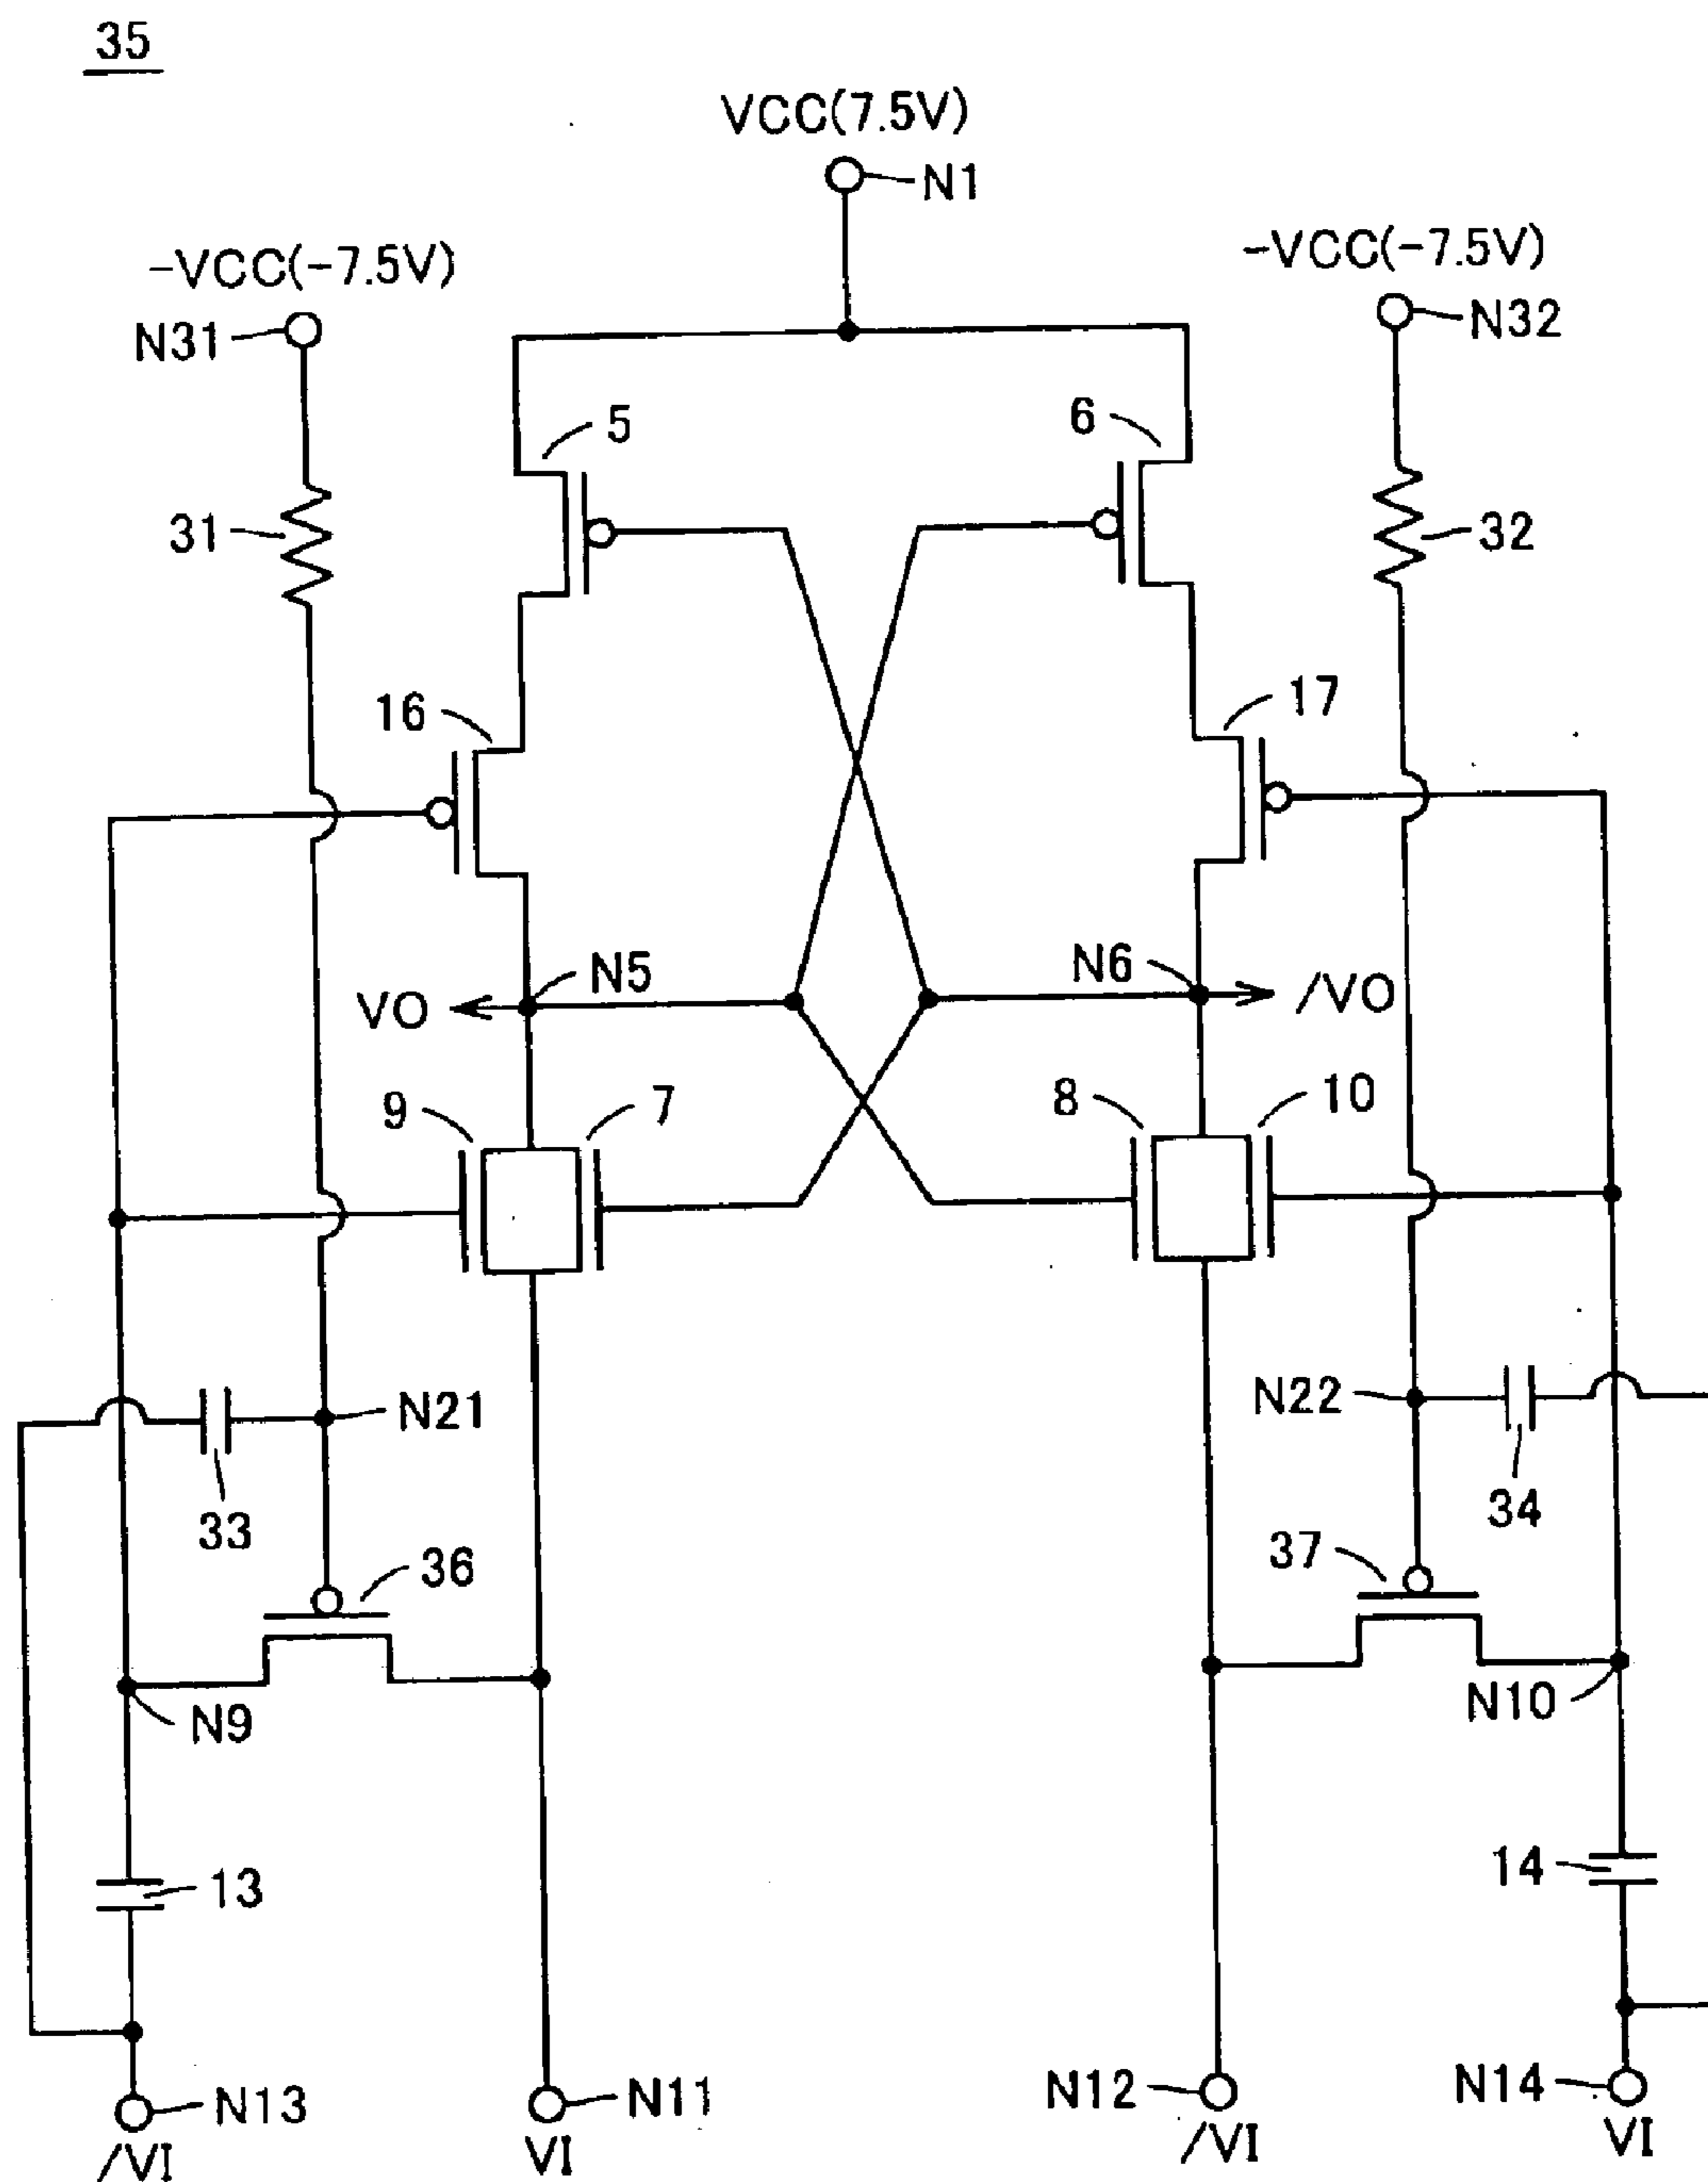 35
VCC(7.5V)
N1
-VCC(-7.5V)
-VCC(-7.5V)
N31
N32
5
6
31
32
16
17
N5
N6
VO
/VO
9
7
8
10
N21
N22
33
34
36
37
N9
N10
13
14
N13
N11
N12
N14
/VI
VI
/VI
VI